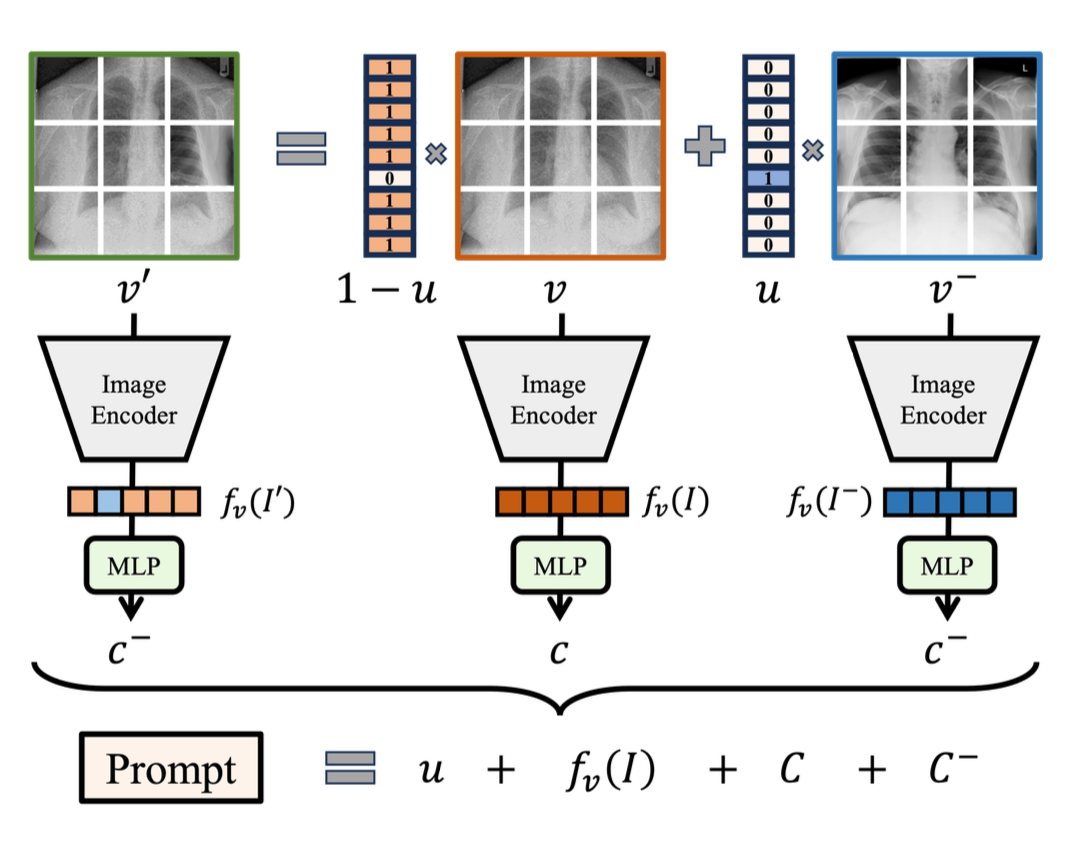 1
1
1
1
1
0
1
1
1
0
0
0
0
0
1
0
0
0
L
v′ 1 − u v u v⁻
Image Encoder
Image Encoder
Image Encoder
f_v(I′) f_v(I) f_v(I⁻)
MLP MLP MLP
c⁻ c c⁻
Prompt = u + f_v(I) + C + C⁻